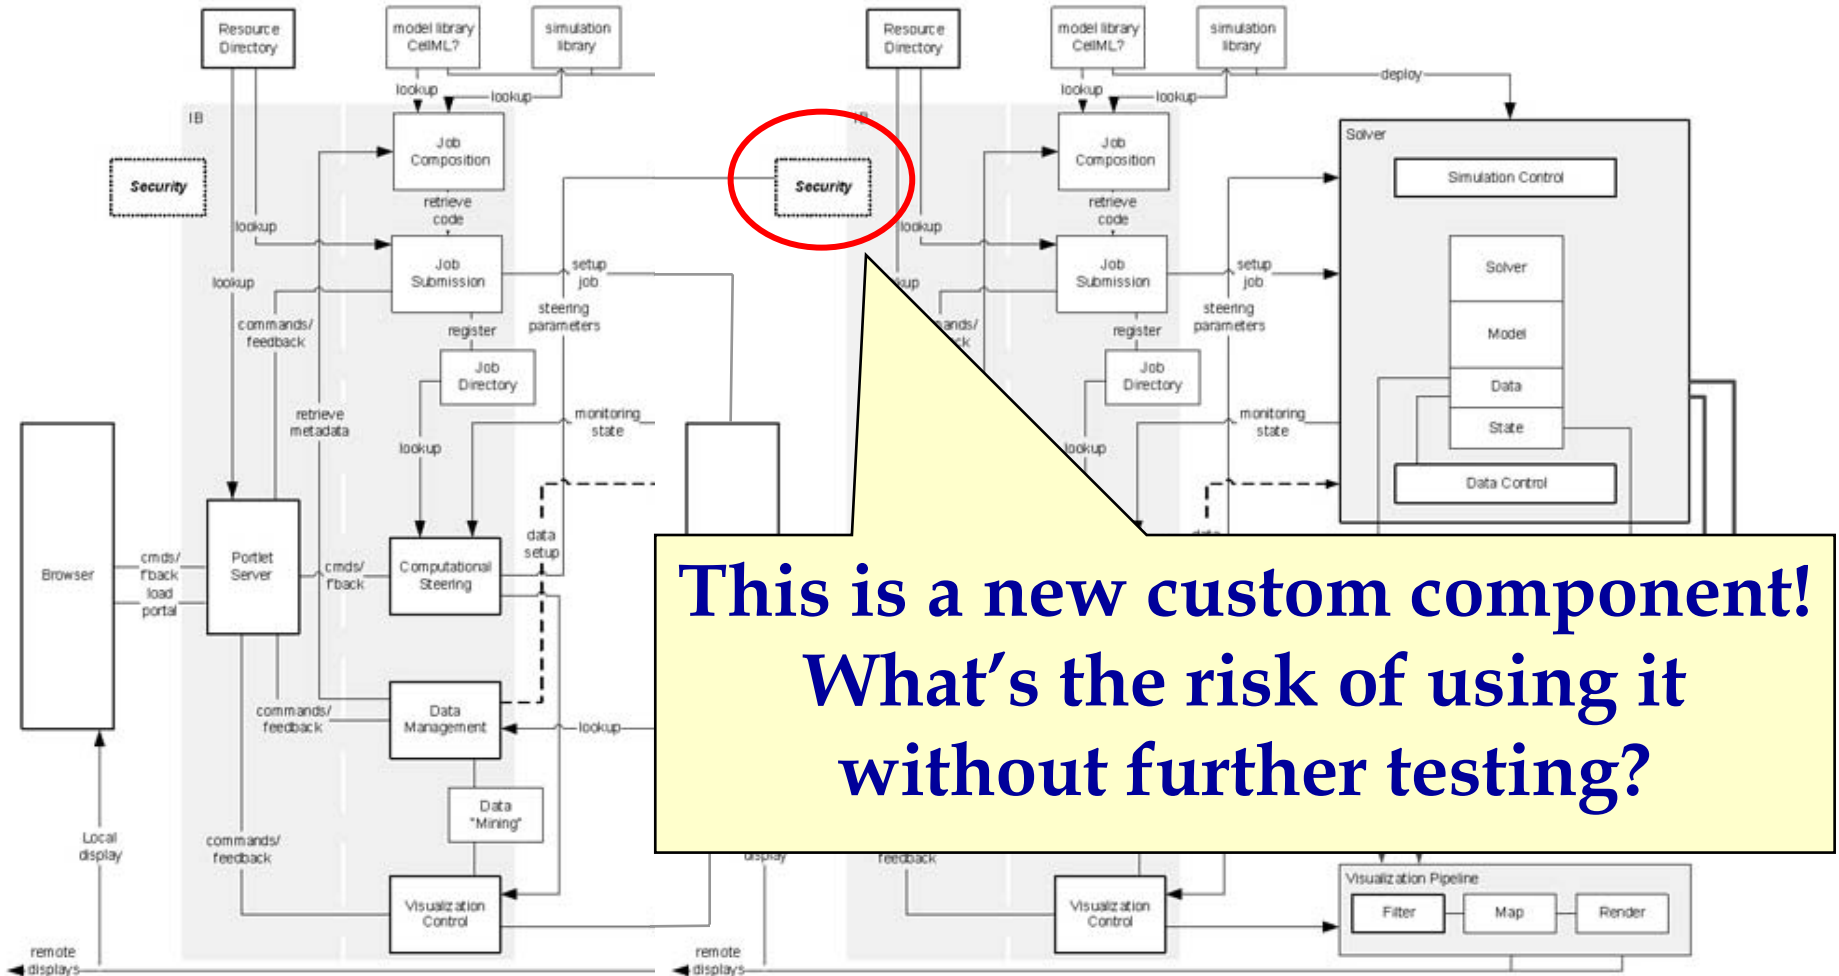 Resource
Directory
model library
CellML?
simulation
library
lookup
lookup
IB
Security
Job
Composition
retrieve
code
lookup
Job
Submission
setup
job
lookup
steering
parameters
commands/
feedback
register
Job
Directory
retrieve
metadata
monitoring
state
lookup
Browser
cmds/
f'back
load
portal
Portlet
Server
cmds/
f'back
Computational
Steering
data
setup
commands/
feedback
Data
Management
lookup
Data
"Mining"
Local
display
commands/
feedback
Visualization
Control
remote
displays
Resource
Directory
model library
CellML?
simulation
library
deploy
lookup
lookup
IB
Security
Job
Composition
retrieve
code
lookup
Job
Submission
setup
job
steering
parameters
register
Job
Directory
monitoring
state
lookup
Solver
Simulation Control
Solver
Model
Data
State
Data Control
This is a new custom component!
What’s the risk of using it
without further testing?
display
feedback
Visualization
Control
Visualization Pipeline
Filter
Map
Render
remote
displays